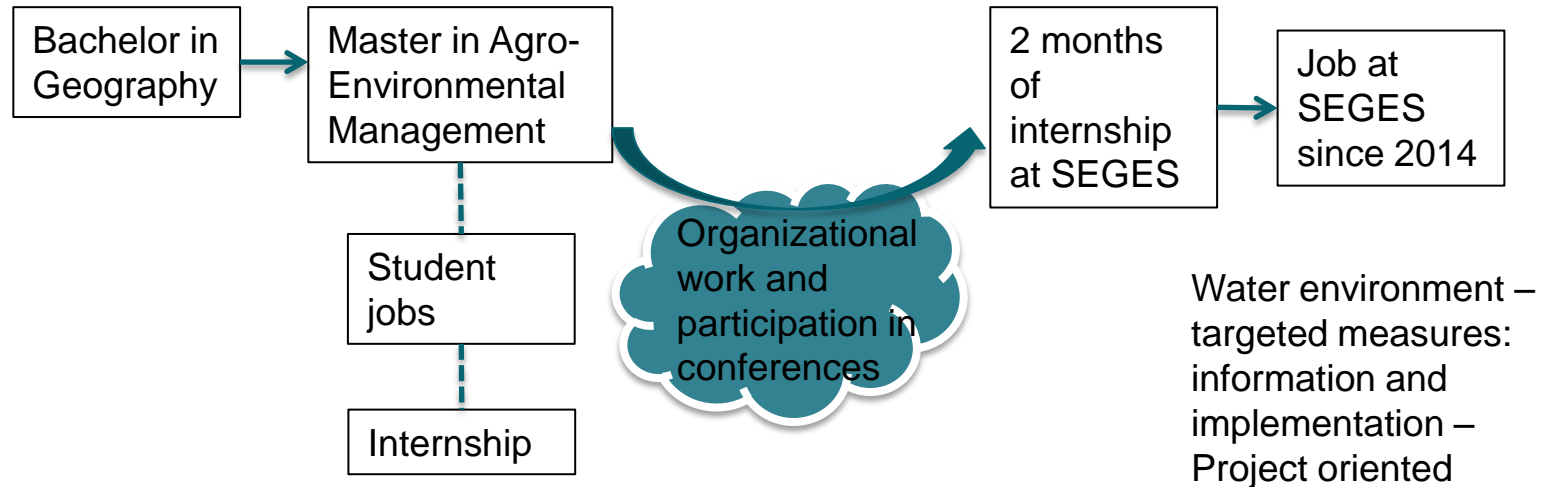 Bachelor in
Geography
Master in Agro-
Environmental
Management
Student
jobs
Internship
Organizational
work and
participation in
conferences
2 months
of
internship
at SEGES
Job at
SEGES
since 2014
Water environment –
targeted measures:
information and
implementation –
Project oriented